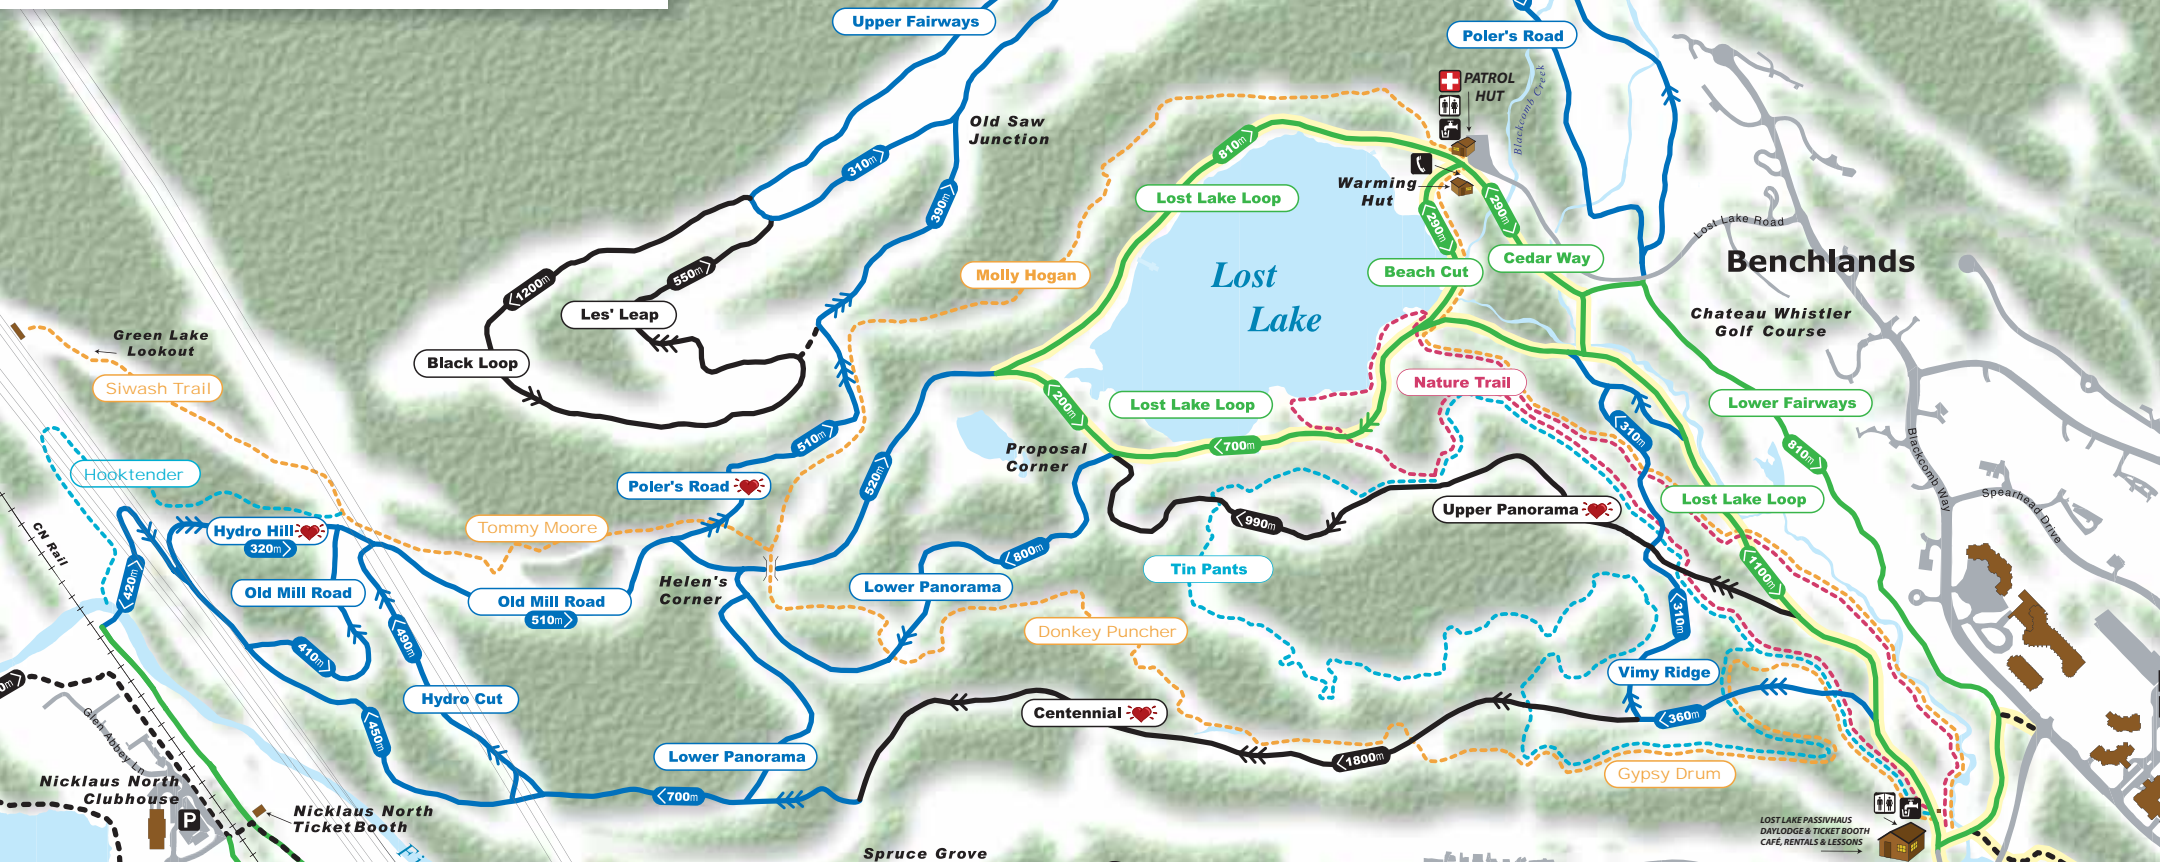 Upper Fairways
Poler's Road
PATROL
HUT
Blackcomb Creek
Old Saw
Junction
310m
390m
810m
Lost Lake Loop
Warming
Hut
290m
290m
Lost Lake Road
Benchlands
Cedar Way
Beach Cut
Molly Hogan
Lost
Lake
550m
1200m
Les' Leap
Black Loop
Chateau Whistler
Golf Course
Green Lake
Lookout
Siwash Trail
Nature Trail
Lower Fairways
Lost Lake Loop
200m
700m
310m
810m
Blackcomb Way
Spearhead Drive
Proposal
Corner
510m
520m
Hooktender
Poler's Road
Lost Lake Loop
Upper Panorama
990m
CN Rail
Hydro Hill
320m
Tommy Moore
800m
Tin Pants
1100m
420m
Old Mill Road
Old Mill Road
510m
Helen's
Corner
Lower Panorama
310m
490m
410m
Donkey Puncher
Vimy Ridge
360m
Hydro Cut
Centennial
450m
0m
Glen Abbey Ln
Lower Panorama
1800m
Gypsy Drum
700m
Nicklaus North
Clubhouse
P
Nicklaus North
Ticket Booth
LOST LAKE PASSIVHAUS
DAYLODGE & TICKET BOOTH
CAFÉ, RENTALS & LESSONS
Spruce Grove
Fi